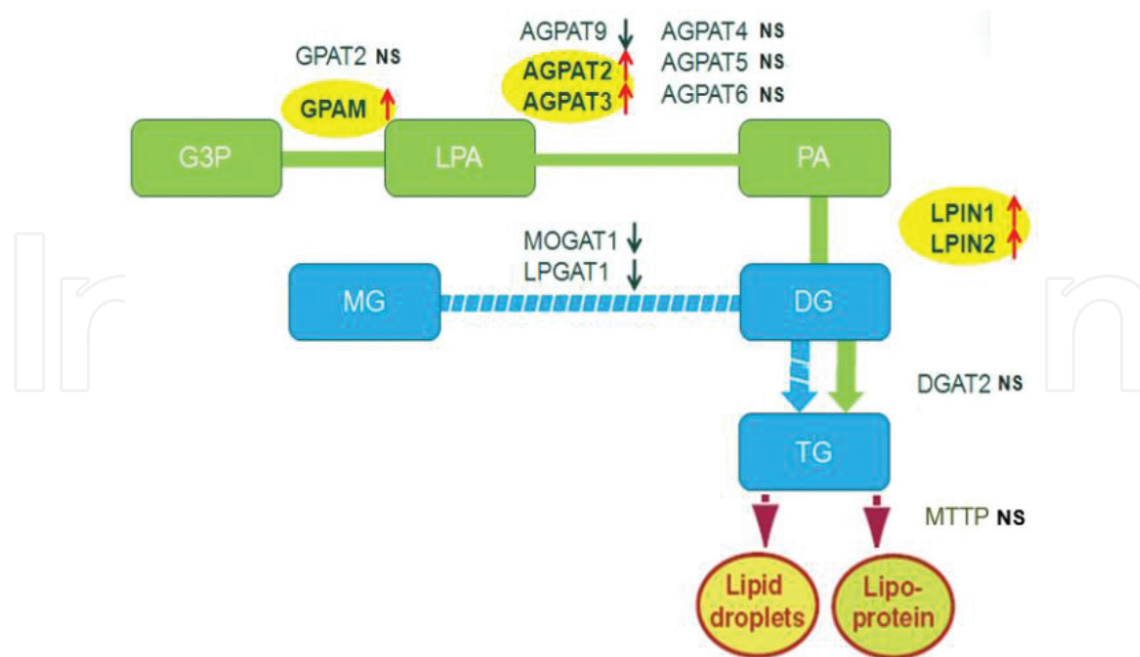 AGPAT9 ↓ AGPAT4 NS
GPAT2 NS
AGPAT2 ↑ AGPAT5 NS
GPAM ↑
AGPAT3 ↑ AGPAT6 NS
G3P
LPA
PA
LPIN1 ↑
LPIN2 ↑
MOGAT1 ↓
LPGAT1 ↓
MG
DG
DGAT2 NS
TG
MTTP NS
Lipid
droplets
Lipo-
protein